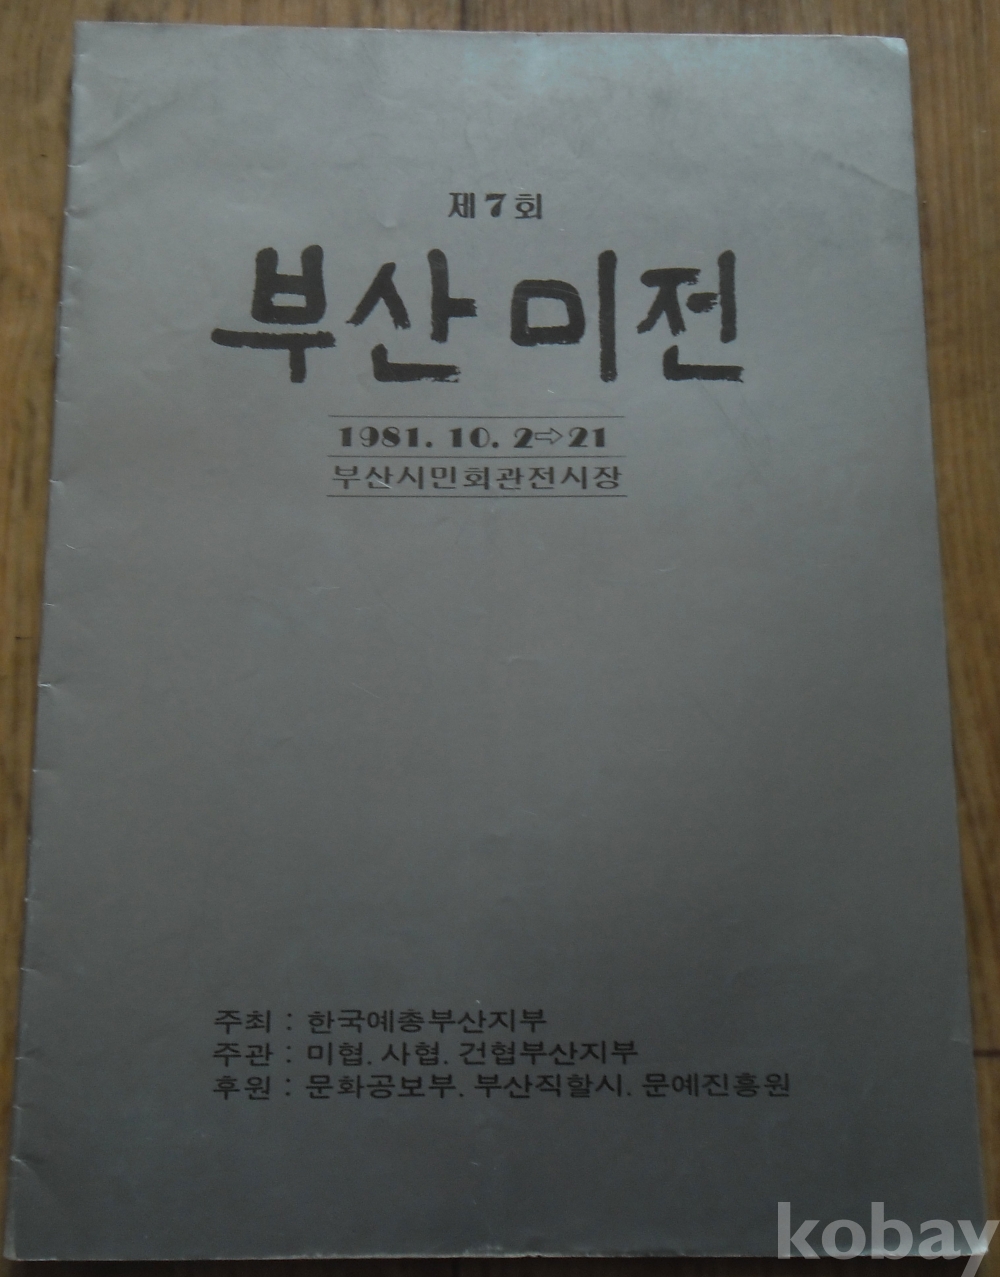 제7회
부산 미전
1981. 10. 2⇨21
부산시민회관전시장
주최 : 한국예총부산지부
주관 : 미협. 사협. 건협부산지부
후원 : 문화공보부. 부산직할시. 문예진흥원
kobay